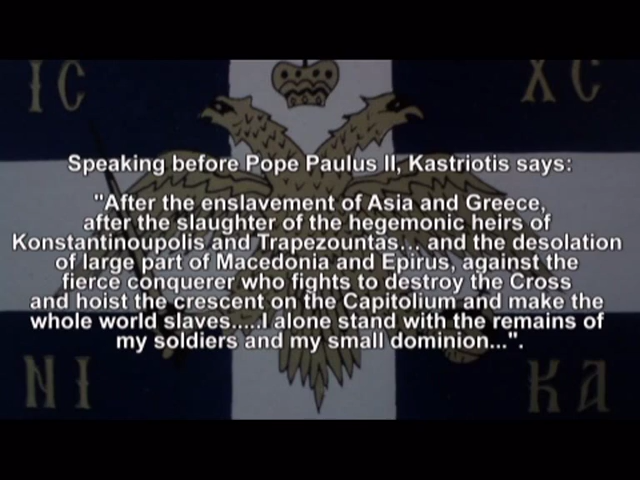 IC XC
Speaking before Pope Paulus II, Kastriotis says:
"After the enslavement of Asia and Greece,
after the slaughter of the hegemonic heirs of
Konstantinoupolis and Trapezountas... and the desolation
of large part of Macedonia and Epirus, against the
fierce conquerer who fights to destroy the Cross
and hoist the crescent on the Capitolium and make the
whole world slaves.....I alone stand with the remains of
my soldiers and my small dominion...".
NI KA